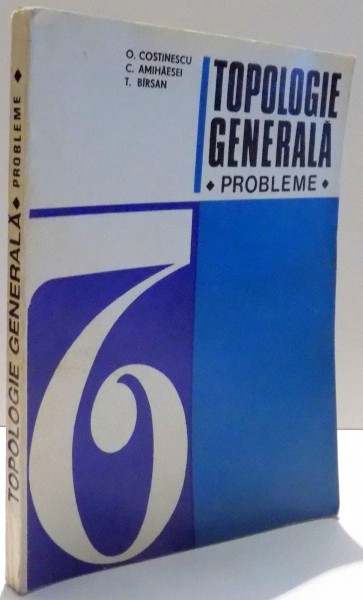 O. COSTINESCU
C. AMIHĂESEI
T. BÎRSAN
TOPOLOGIE
GENERALĂ
◆ PROBLEME ◆
TOPOLOGIE GENERALĂ ◆ PROBLEME ◆